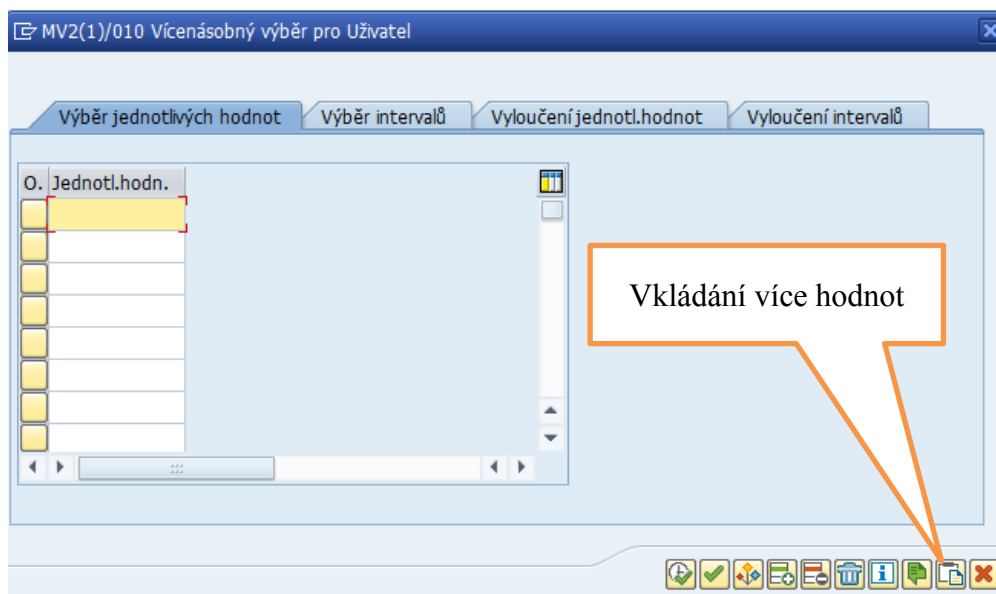 MV2(1)/010 Vícenásobný výběr pro Uživatel
Výběr jednotlivých hodnot Výběr intervalů Vyloučení jednotl.hodnot Vyloučení intervalů
O. Jednotl.hodn.
Vkládání více hodnot